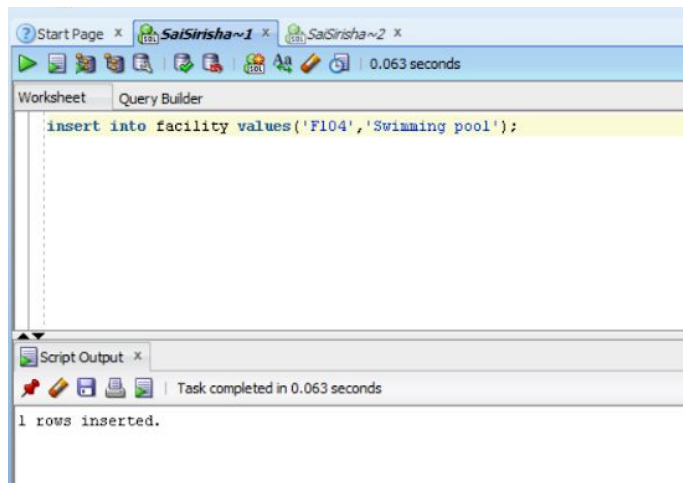 Start Page x SaiSirisha~1 x SaiSirisha~2 x
0.063 seconds
Worksheet Query Builder
insert into facility values('F104','Swimming pool');
Script Output x
Task completed in 0.063 seconds
1 rows inserted.